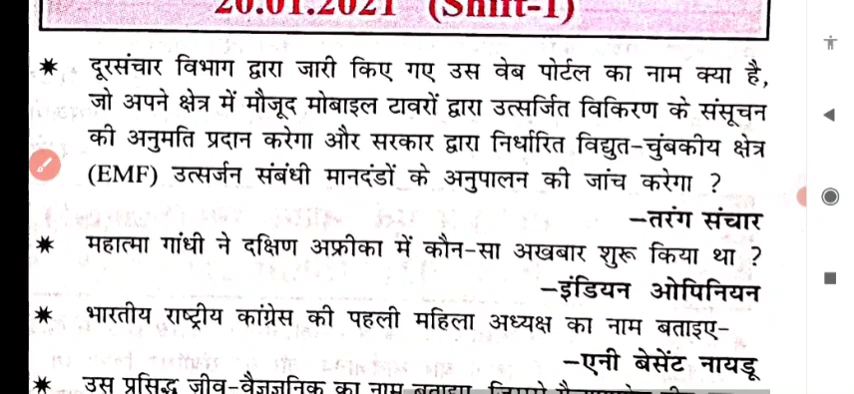 20.01.2021 (Shift-1)
✷ दूरसंचार विभाग द्वारा जारी किए गए उस वेब पोर्टल का नाम क्या है,
जो अपने क्षेत्र में मौजूद मोबाइल टावरों द्वारा उत्सर्जित विकिरण के संसूचन
की अनुमति प्रदान करेगा और सरकार द्वारा निर्धारित विद्युत-चुंबकीय क्षेत्र
(EMF) उत्सर्जन संबंधी मानदंडों के अनुपालन की जांच करेगा ?
–तरंग संचार
✷ महात्मा गांधी ने दक्षिण अफ्रीका में कौन-सा अखबार शुरू किया था ?
–इंडियन ओपिनियन
✷ भारतीय राष्ट्रीय कांग्रेस की पहली महिला अध्यक्ष का नाम बताइए-
–एनी बेसेंट नायडू
✷ उस प्रसिद्ध जीव-वैज्ञानिक का नाम बताइए